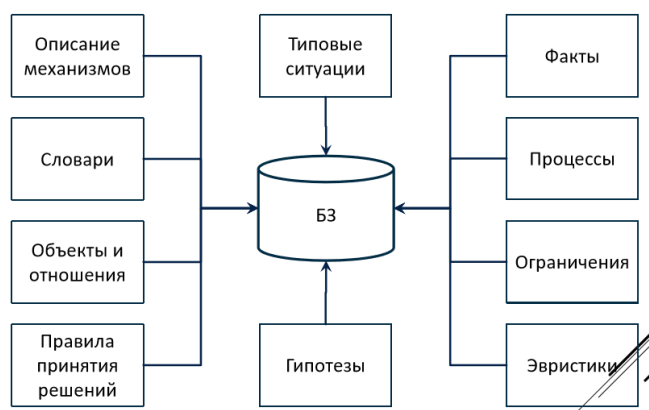 Описание
механизмов
Типовые
ситуации
Факты
Словари
Процессы
БЗ
Объекты и
отношения
Ограничения
Правила
принятия
решений
Гипотезы
Эвристики